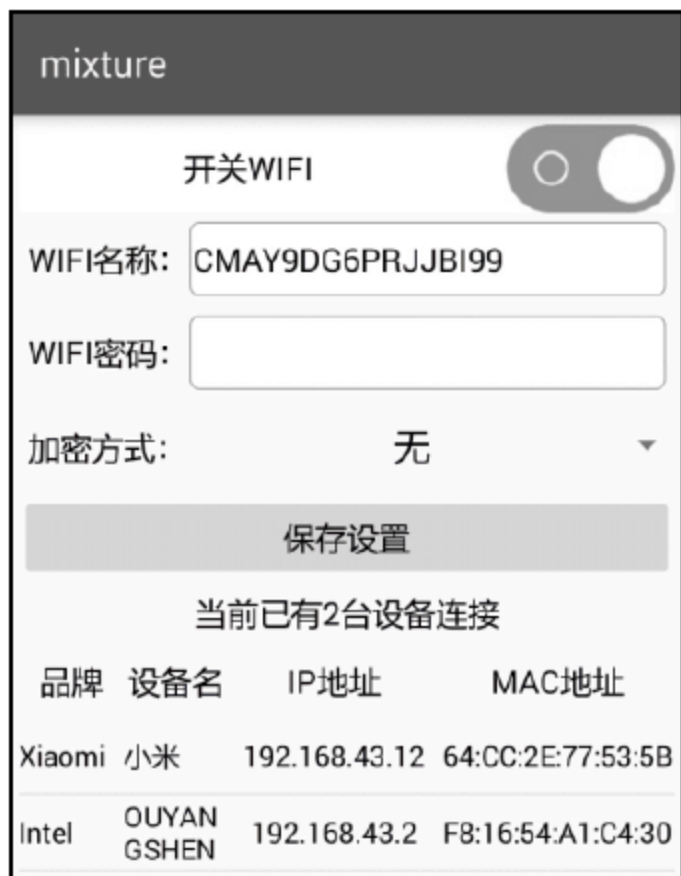 mixture
开关WIFI
WIFI名称： CMAY9DG6PRJJBI99
WIFI密码：
加密方式： 无
保存设置
当前已有2台设备连接
品牌 设备名 IP地址 MAC地址
Xiaomi 小米 192.168.43.12 64:CC:2E:77:53:5B
Intel OUYAN GSHEN 192.168.43.2 F8:16:54:A1:C4:30